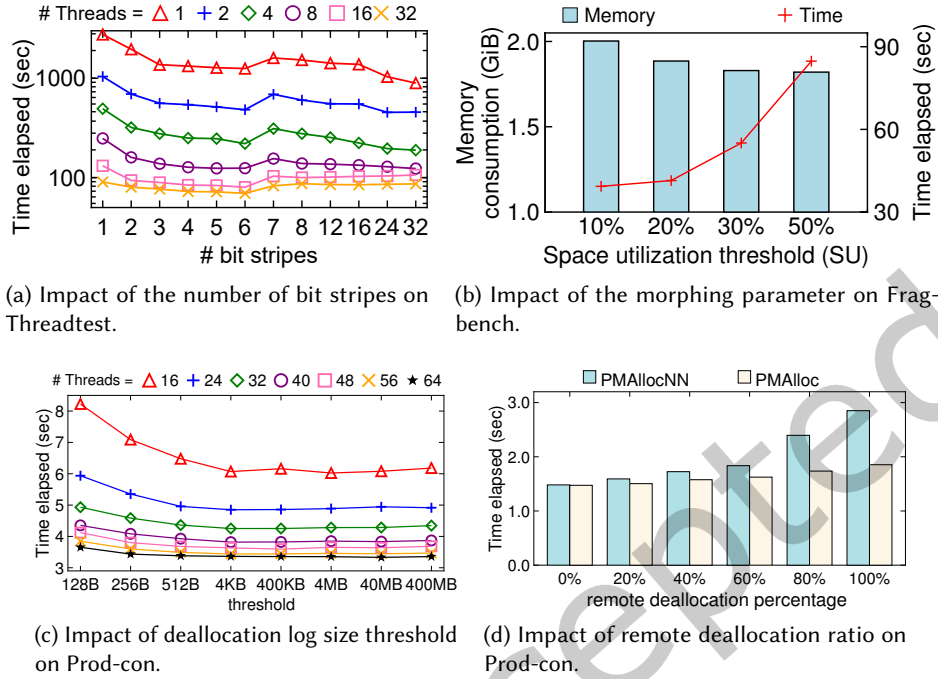 # Threads = 1 2 4 8 16 32
Time elapsed (sec)
1000
100
1 2 3 4 5 6 7 8 12 16 24 32
# bit stripes
(a) Impact of the number of bit stripes on
Threadtest.
Memory Time
Memory
consumption (GiB)
2.0
1.8
1.6
1.0
90
60
30
Time elapsed (sec)
10% 20% 30% 50%
Space utilization threshold (SU)
(b) Impact of the morphing parameter on Frag-
bench.
# Threads = 16 24 32 40 48 56 64
Time elapsed (sec)
8
7
6
5
4
3
128B 256B 512B 4KB 400KB 4MB 40MB 400MB
threshold
(c) Impact of deallocation log size threshold
on Prod-con.
PMAllocNN PMAlloc
Time elapsed (sec)
3.0
2.0
1.0
0.0
0% 20% 40% 60% 80% 100%
remote deallocation percentage
(d) Impact of remote deallocation ratio on
Prod-con.
cepted